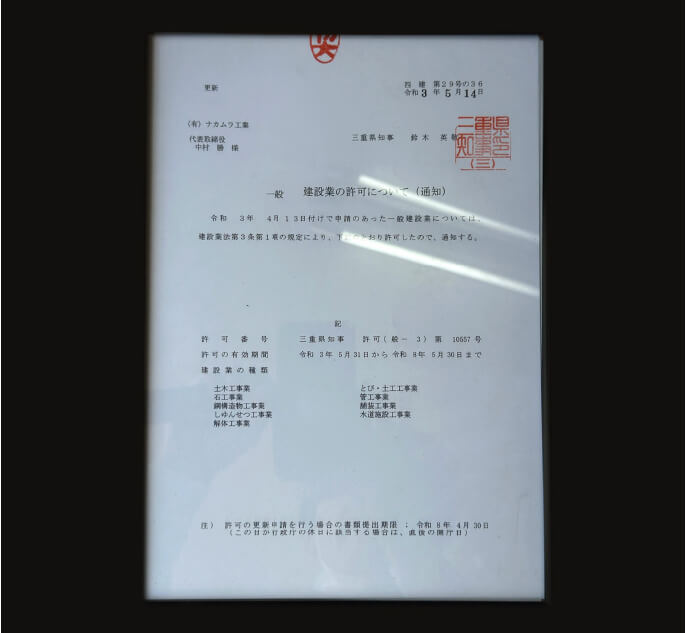 更新
四建 第29号の36
令和3年5月14日
(有)ナカムラ工業
代表取締役
中村 勝 様
三重県知事 鈴木 英敬
一般 建設業の許可について(通知)
令和 3年 4月13日付けで申請のあった一般建設業については、
建設業法第3条第1項の規定により、下記のとおり許可したので、通知する。
記
許可番号 三重県知事 許可(般-3)第 10557号
許可の有効期間 令和 3年 5月31日から 令和 8年 5月30日まで
建設業の種類
土木工事業 とび・土工工事業
石工事業 管工事業
鋼構造物工事業 舗装工事業
しゅんせつ工事業 水道施設工事業
解体工事業
注) 許可の更新申請を行う場合の書類提出期限 ; 令和 8年 4月30日
(この日が行政庁の休日に該当する場合は、直後の開庁日)